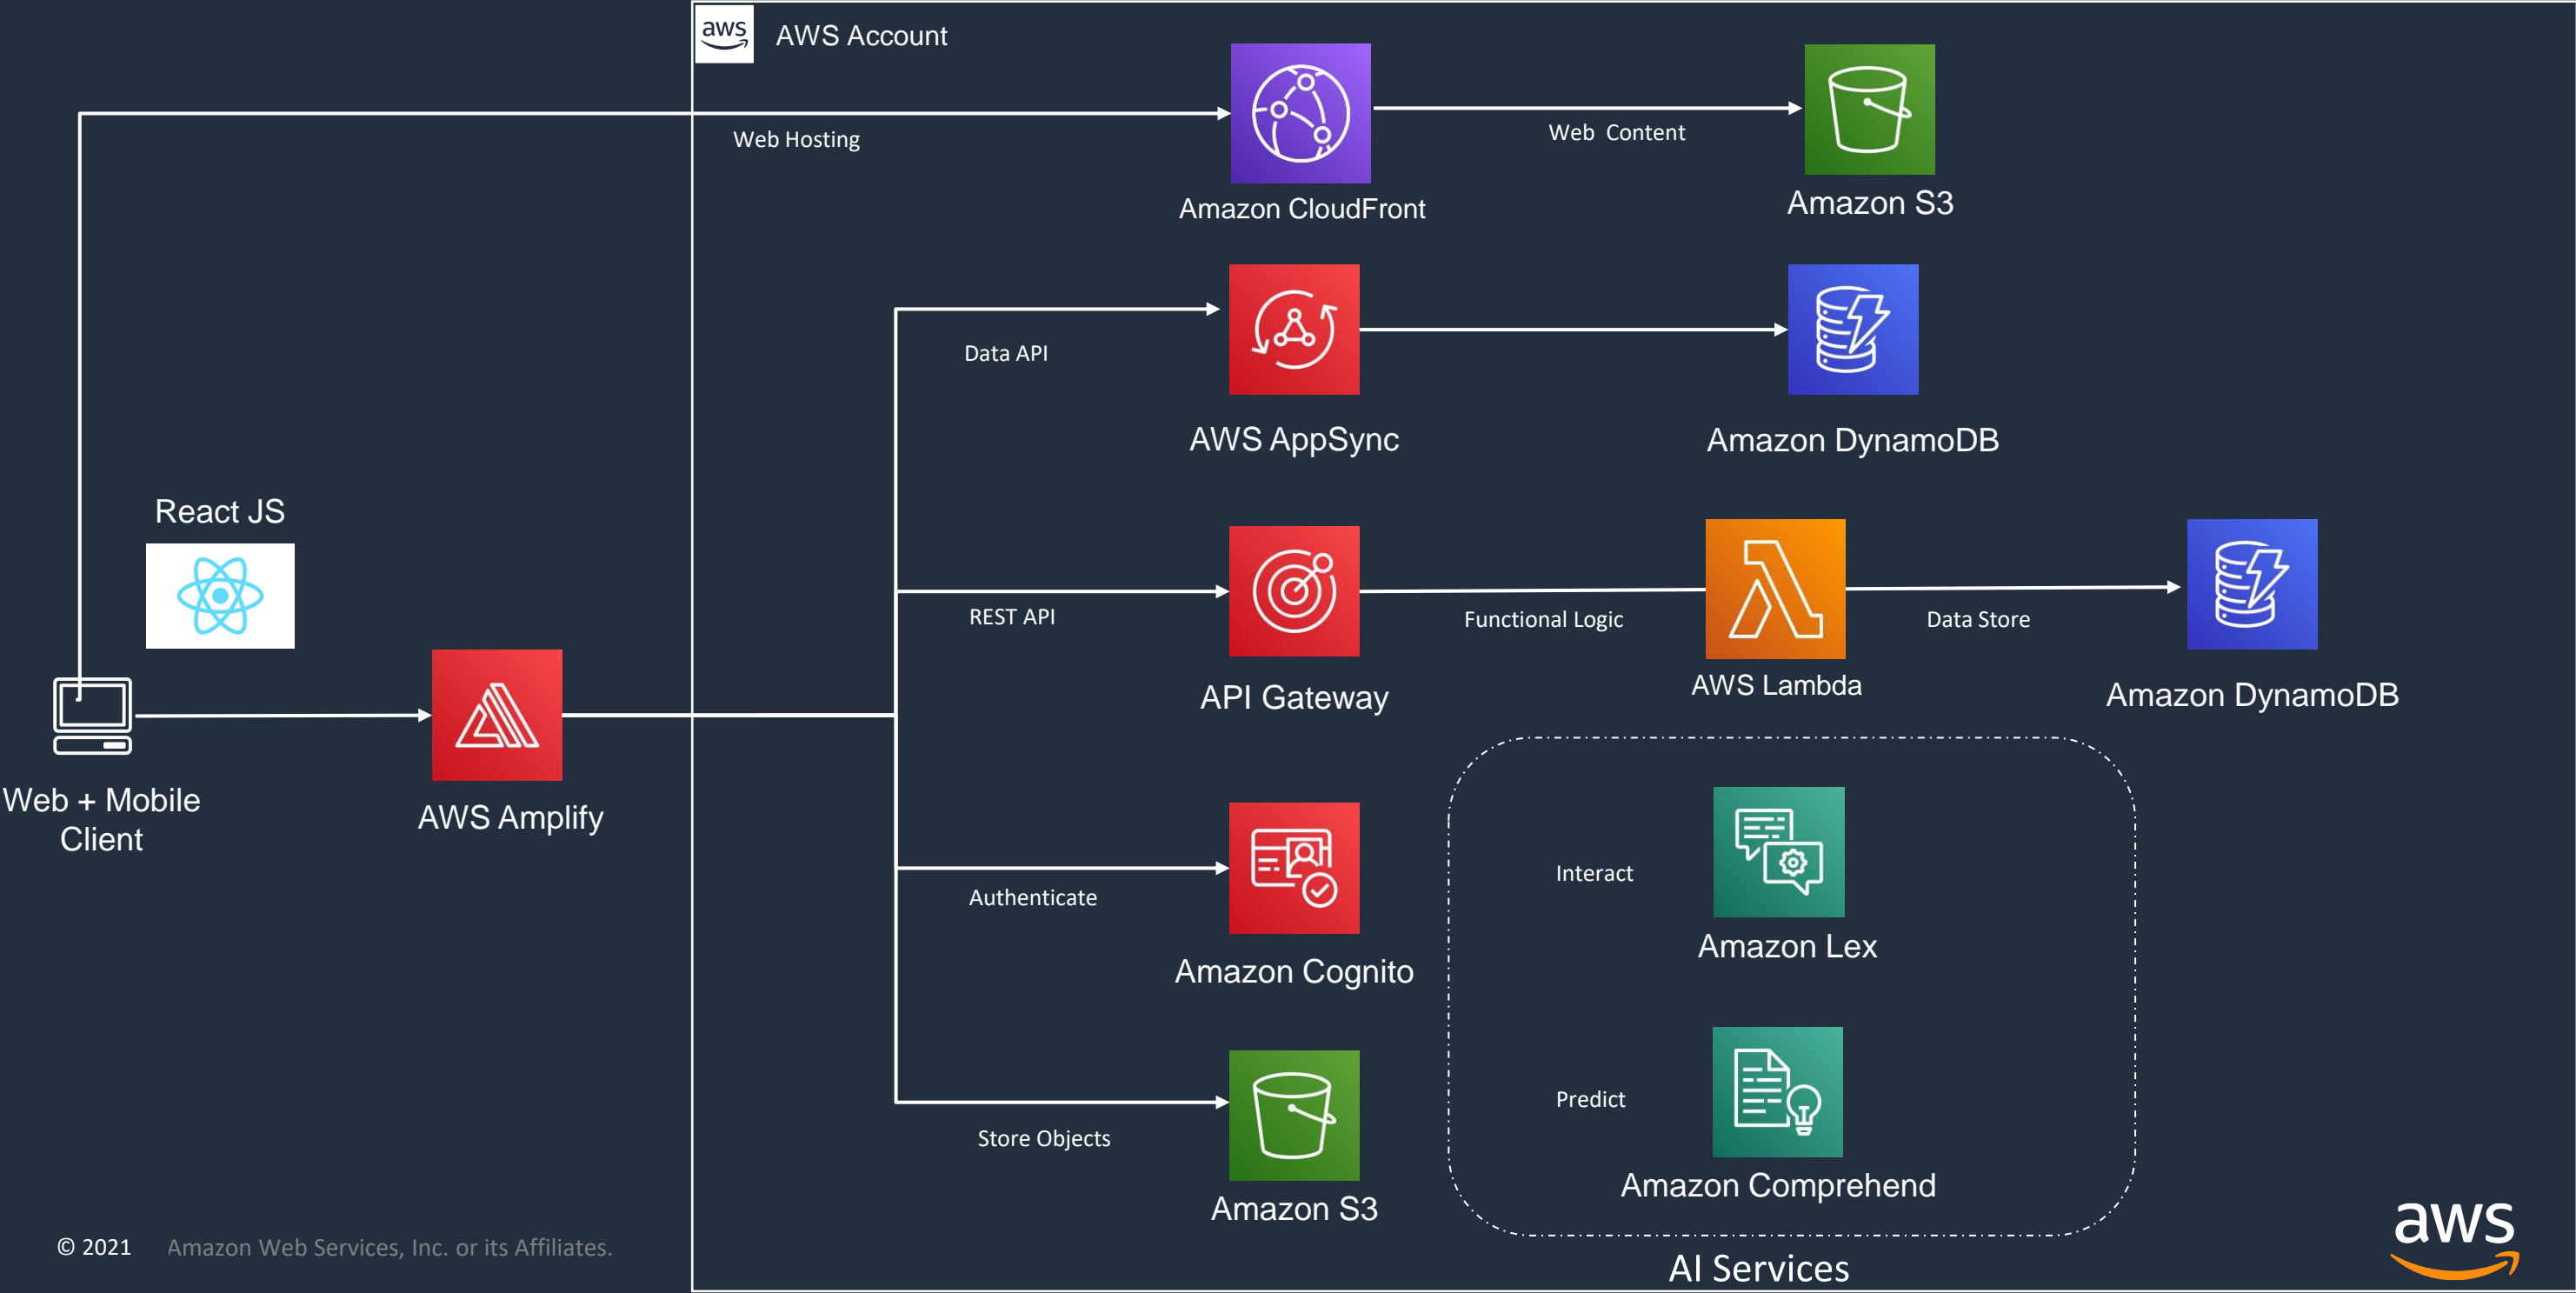 aws
AWS Account
Web Hosting
Amazon CloudFront
Web  Content
Amazon S3
Data API
AWS AppSync
Amazon DynamoDB
React JS
REST API
API Gateway
Functional Logic
AWS Lambda
Data Store
Amazon DynamoDB
Web + Mobile
Client
AWS Amplify
Authenticate
Amazon Cognito
Interact
Amazon Lex
Predict
Amazon Comprehend
Store Objects
Amazon S3
AI Services
© 2021 Amazon Web Services, Inc. or its Affiliates.
aws